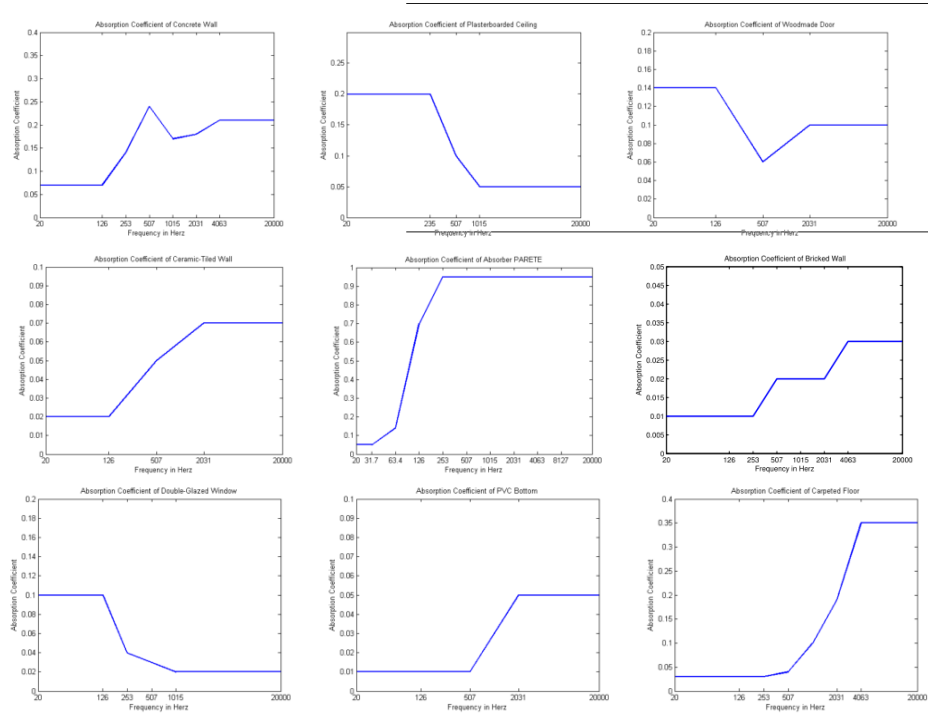 Absorption Coefficient of Concrete Wall
0.4
0.35
0.3
0.25
0.2
0.15
0.1
0.05
0
Absorption Coefficient
20 126 253 507 1015 2031 4063 20000
Frequency in Herz
Absorption Coefficient of Plasterboarded Ceiling
0.25
0.2
0.15
0.1
0.05
0
Absorption Coefficient
20 235 507 1015 20000
Frequency in Herz
Absorption Coefficient of Woodmade Door
0.2
0.18
0.16
0.14
0.12
0.1
0.08
0.06
0.04
0.02
0
Absorption Coefficient
20 126 507 2031 20000
Frequency in Herz
Absorption Coefficient of Ceramic-Tiled Wall
0.1
0.09
0.08
0.07
0.06
0.05
0.04
0.03
0.02
0.01
0
Absorption Coefficient
20 126 507 2031 20000
Frequency in Herz
Absorption Coefficient of Absorber PARETE
1
0.9
0.8
0.7
0.6
0.5
0.4
0.3
0.2
0.1
0
Absorption Coefficient
20 31.7 63.4 126 253 507 1015 2031 4063 8127 20000
Frequency in Herz
Absorption Coefficient of Bricked Wall
0.05
0.045
0.04
0.035
0.03
0.025
0.02
0.015
0.01
0.005
0
Absorption Coefficient
20 126 253 507 1015 2031 4063 20000
Frequency in Herz
Absorption Coefficient of Double-Glazed Window
0.2
0.18
0.16
0.14
0.12
0.1
0.08
0.06
0.04
0.02
0
Absorption Coefficient
20 126 253 507 1015 20000
Frequency in Herz
Absorption Coefficient of PVC Bottom
0.1
0.09
0.08
0.07
0.06
0.05
0.04
0.03
0.02
0.01
0
Absorption Coefficient
20 126 507 2031 20000
Frequency in Herz
Absorption Coefficient of Carpeted Floor
0.35
0.3
0.25
0.2
0.15
0.1
0.05
0
Absorption Coefficient
20 126 253 507 2031 4063 20000
Frequency in Herz